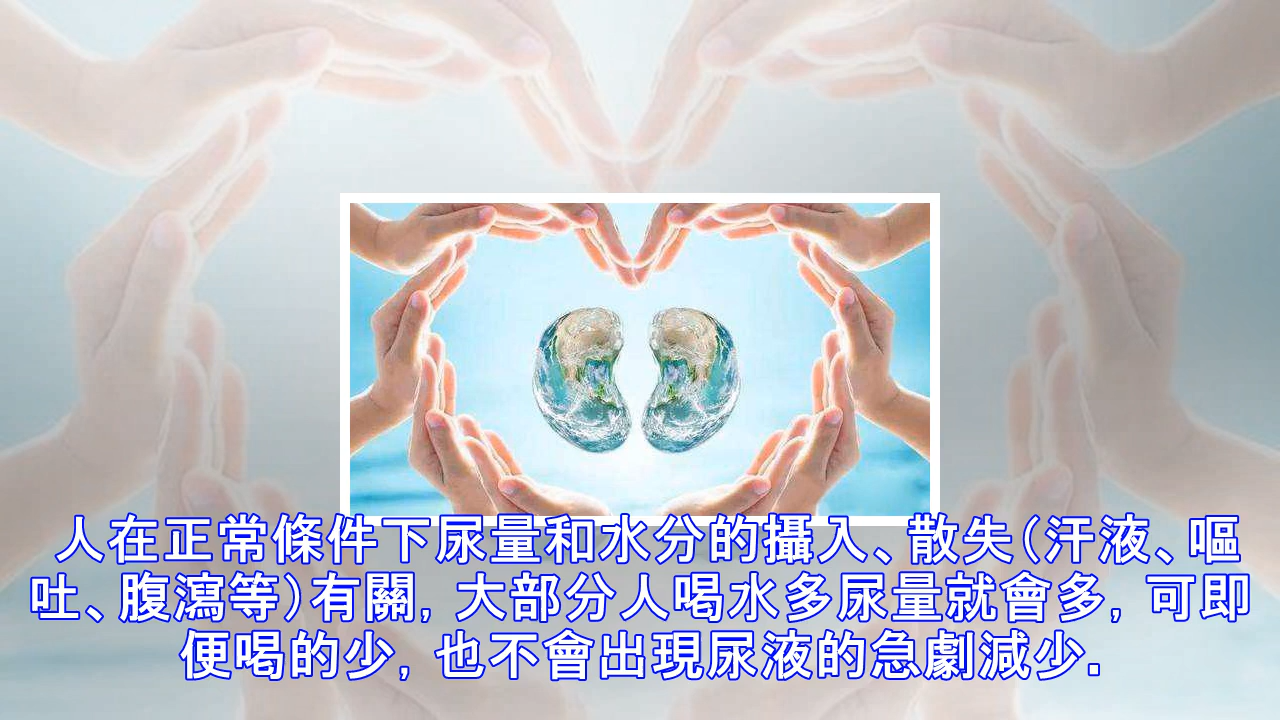 人在正常條件下尿量和水分的攝入、散失(汗液、嘔
吐、腹瀉等)有關, 大部分人喝水多尿量就會多, 可即
便喝的少, 也不會出現尿液的急劇減少.